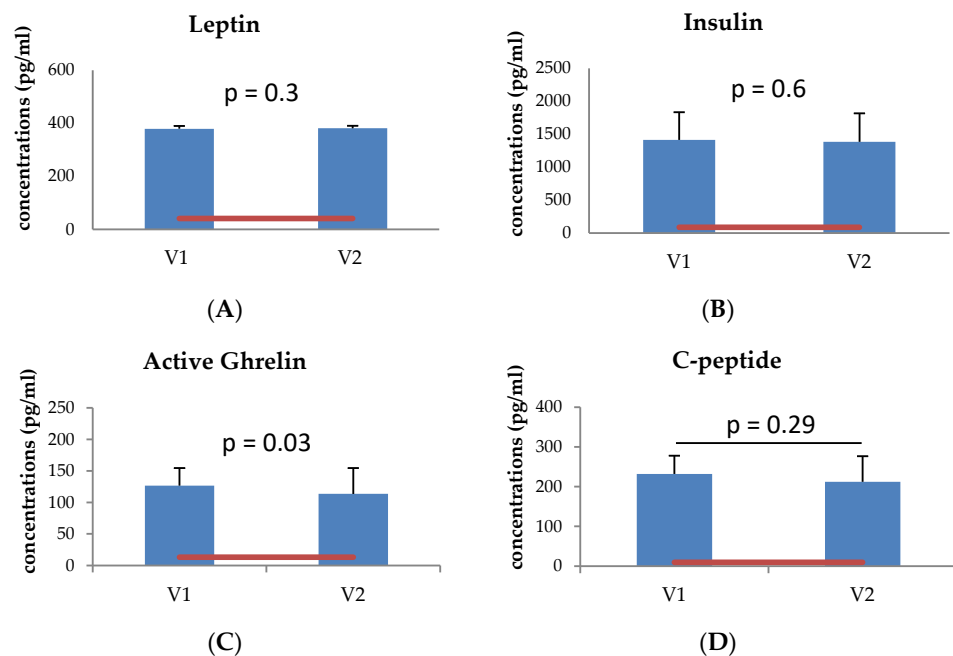 Leptin
concentrations (pg/ml)
600
400
200
0
p = 0.3
V1 V2
(A)
Insulin
concentrations (pg/ml)
2500
2000
1500
1000
500
0
p = 0.6
V1 V2
(B)
Active Ghrelin
concentrations (pg/ml)
250
200
150
100
50
0
p = 0.03
V1 V2
(C)
C-peptide
concentrations (pg/ml)
400
300
200
100
0
p = 0.29
V1 V2
(D)